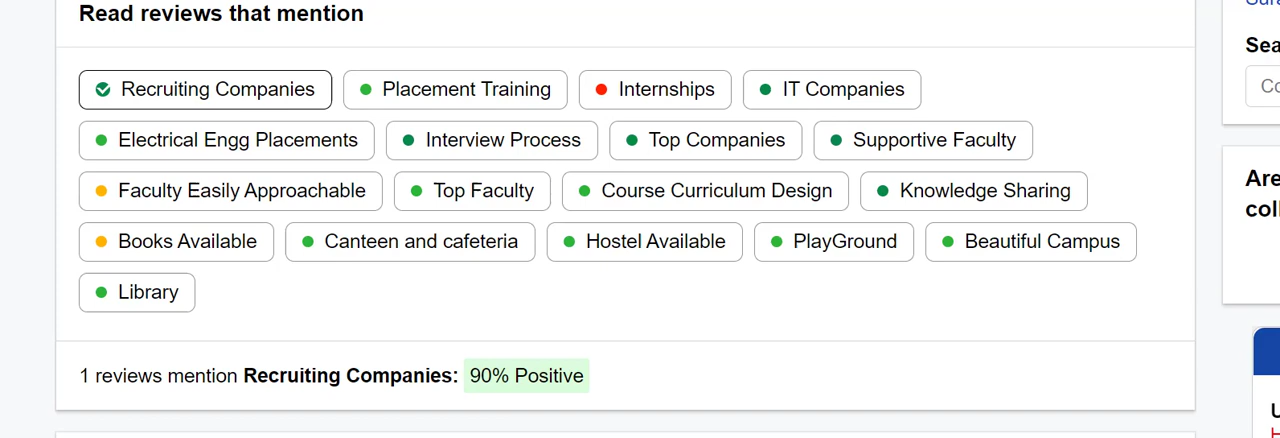 Read reviews that mention
Recruiting Companies Placement Training Internships IT Companies
Electrical Engg Placements Interview Process Top Companies Supportive Faculty
Faculty Easily Approachable Top Faculty Course Curriculum Design Knowledge Sharing
Books Available Canteen and cafeteria Hostel Available PlayGround Beautiful Campus
Library
1 reviews mention Recruiting Companies: 90% Positive
Sea
Co
Are
col
U